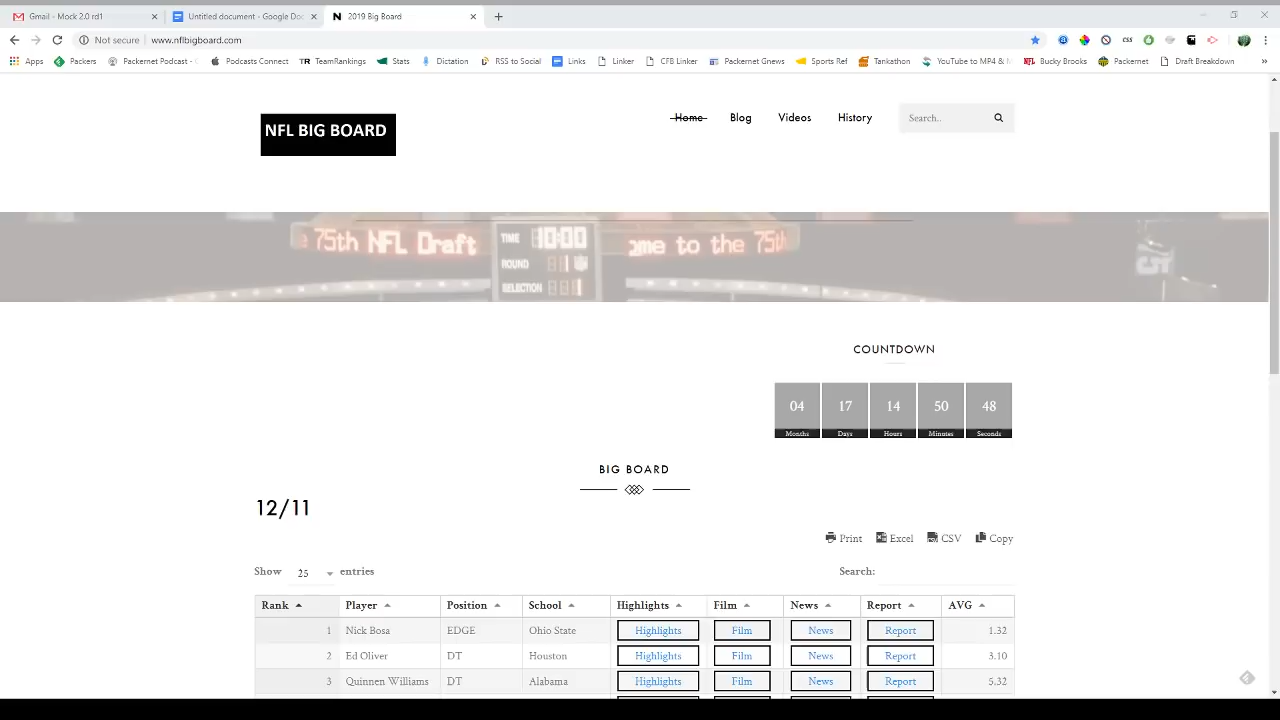 Gmail - Mock 2.0 rd1
Untitled document - Google Doc
2019 Big Board
Not secure www.nflbigboard.com
CSS
Apps Packers Packernet Podcast - C Podcasts Connect TR TeamRankings Stats Dictation RSS to Social Links Linker CFB Linker Packernet Gnews Sports Ref Tankathon YouTube to MP4 & M Bucky Brooks Packernet Draft Breakdown »
NFL BIG BOARD
Home Blog Videos History Search..
75th NFL Draft
TIME 10:00
ROUND 1
SELECTION 1
ome to the 75th
COUNTDOWN
04 17 14 50 48
Months Days Hours Minutes Seconds
BIG BOARD
12/11
Print Excel CSV Copy
Show 25 entries Search:
Rank Player Position School Highlights Film News Report AVG
1 Nick Bosa EDGE Ohio State Highlights Film News Report 1.32
2 Ed Oliver DT Houston Highlights Film News Report 3.10
3 Quinnen Williams DT Alabama Highlights Film News Report 5.32